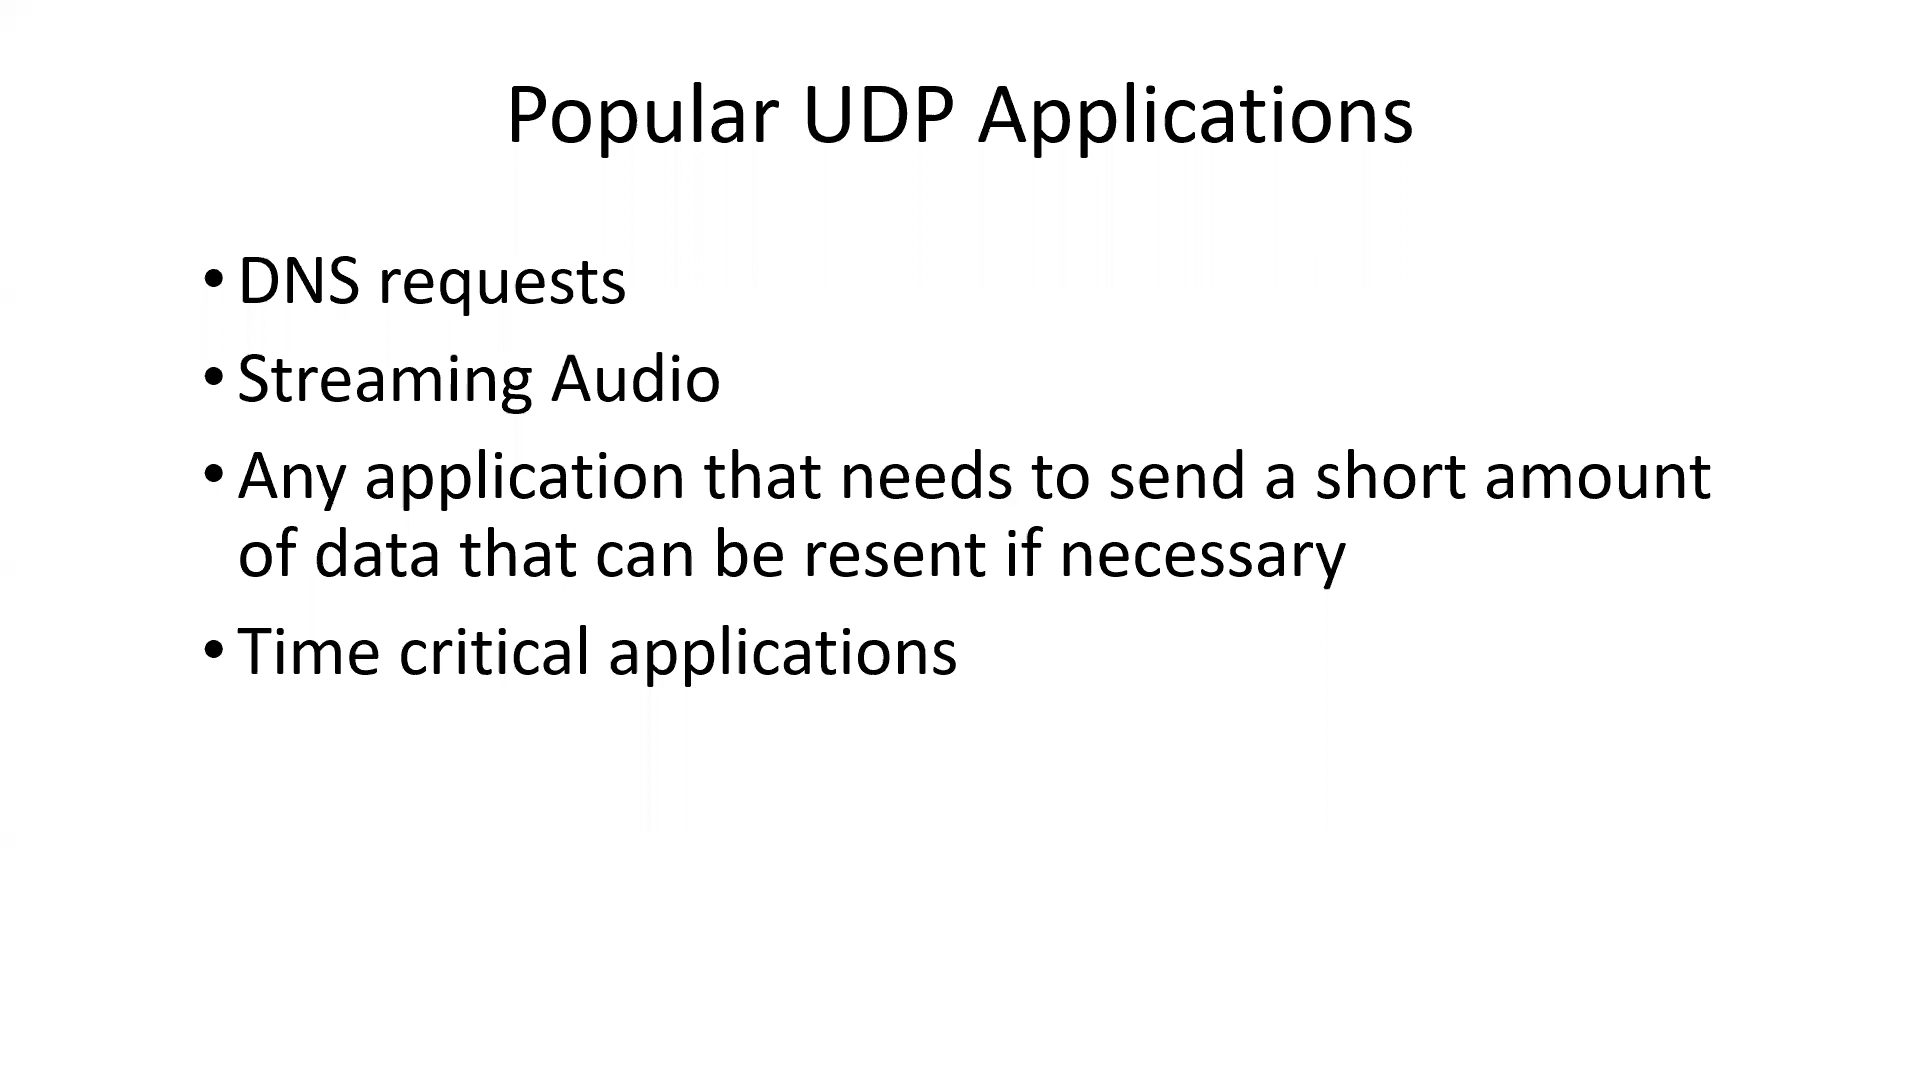 Popular UDP Applications
• DNS requests
• Streaming Audio
• Any application that needs to send a short amount
of data that can be resent if necessary
• Time critical applications